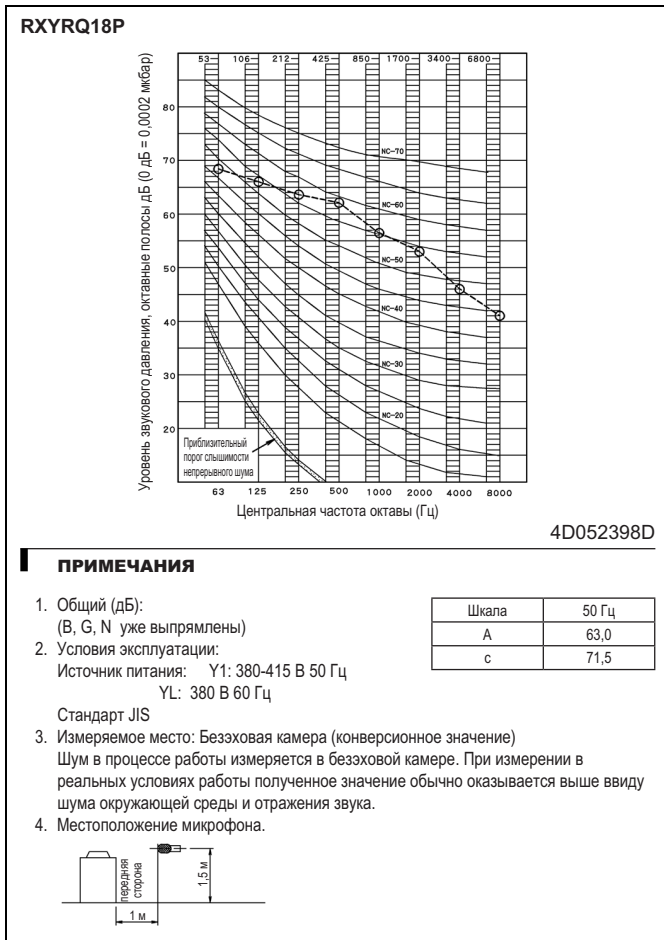 RXYRQ18P
53 106 212 425 850 1700 3400 6800
Уровень звукового давления, октавные полосы дБ (0 дБ = 0,0002 мкбар)
80
70
60
50
40
30
20
NC-70
NC-60
NC-50
NC-40
NC-30
NC-20
Приблизительный
порог слышимости
непрерывного шума
63 125 250 500 1000 2000 4000 8000
Центральная частота октавы (Гц)
4D052398D
ПРИМЕЧАНИЯ
1. Общий (дБ):
(B, G, N уже выпрямлены)
Шкала 50 Гц
A 63,0
c 71,5
2. Условия эксплуатации:
Источник питания: Y1: 380-415 В 50 Гц
YL: 380 В 60 Гц
Стандарт JIS
3. Измеряемое место: Безэховая камера (конверсионное значение)
Шум в процессе работы измеряется в безэховой камере. При измерении в
реальных условиях работы полученное значение обычно оказывается выше ввиду
шума окружающей среды и отражения звука.
4. Местоположение микрофона.
передняя
сторона
1,5 м
1 м